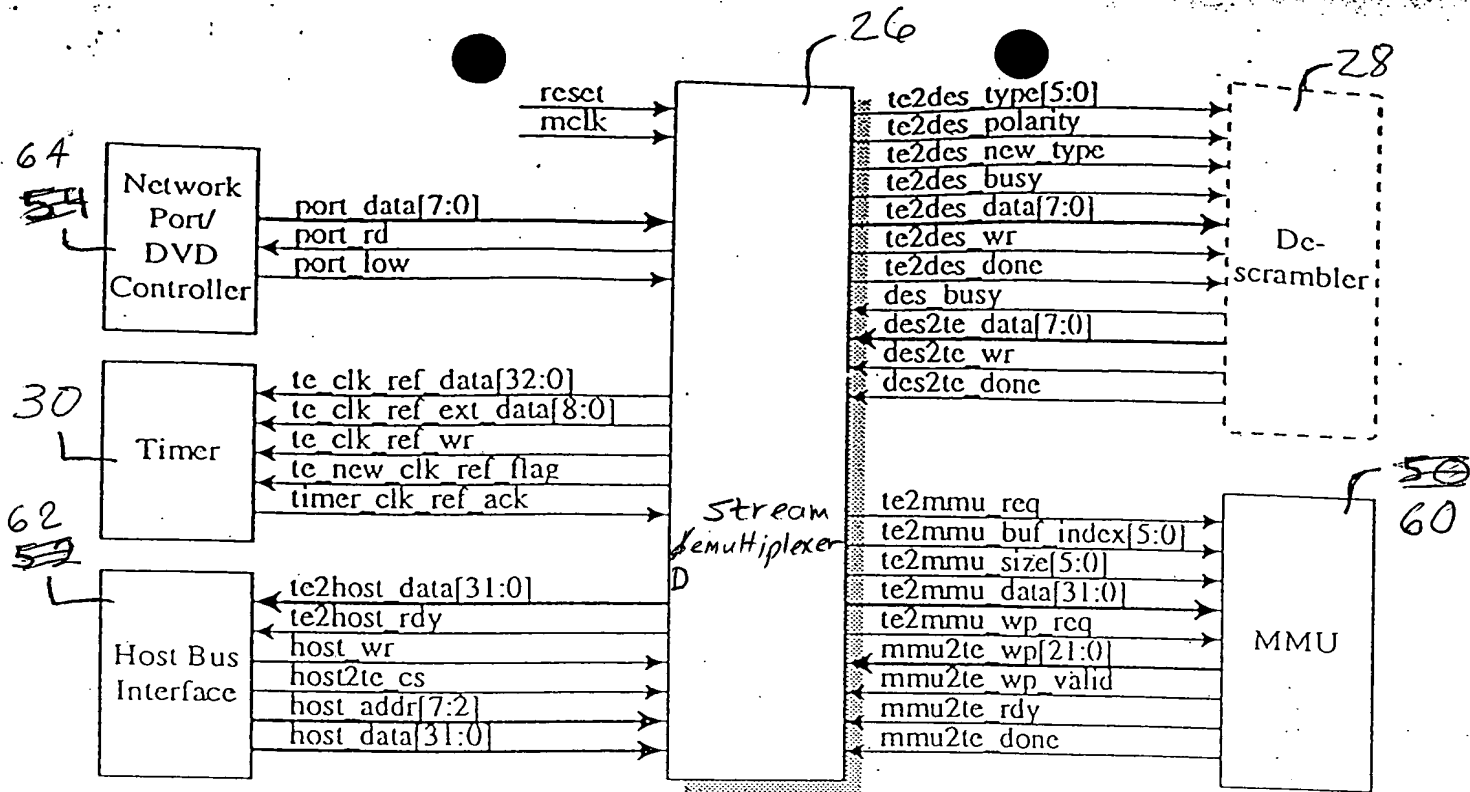 26
28
reset
mclk
64
54
Network
Port/
DVD
Controller
port_data[7:0]
port_rd
port_low
te2des_type[5:0]
te2des_polarity
te2des_new_type
te2des_busy
te2des_data[7:0]
te2des_wr
te2des_done
des_busy
des2te_data[7:0]
des2te_wr
des2te_done
De-
scrambler
30
Timer
te_clk_ref_data[32:0]
te_clk_ref_ext_data[8:0]
te_clk_ref_wr
te_new_clk_ref_flag
timer_clk_ref_ack
Stream
Demultiplexer
62
52
Host Bus
Interface
te2host_data[31:0]
te2host_rdy
host_wr
host2te_cs
host_addr[7:2]
host_data[31:0]
te2mmu_req
te2mmu_buf_index[5:0]
te2mmu_size[5:0]
te2mmu_data[31:0]
te2mmu_wp_req
mmu2te_wp[21:0]
mmu2te_wp_valid
mmu2te_rdy
mmu2te_done
MMU
50
60